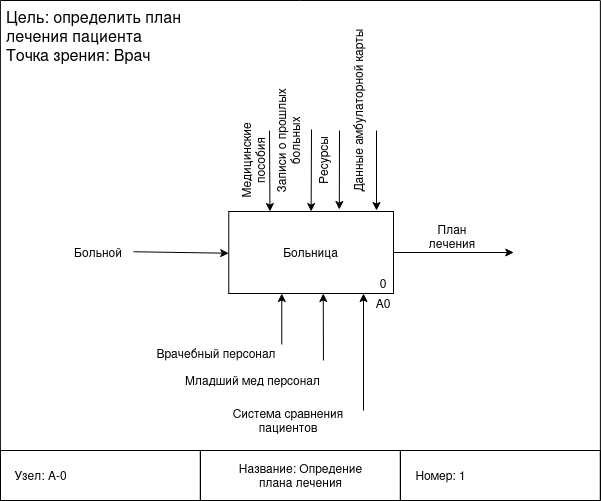 Цель: определить план
лечения пациента
Точка зрения: Врач
Медицинские
пособия
Записи о прошлых
больных
Ресурсы
Данные амбулаторной карты
Больной
Больница
0
A0
План
лечения
Врачебный персонал
Младший мед персонал
Система сравнения
пациентов
Узел: A-0
Название: Опредение
плана лечения
Номер: 1